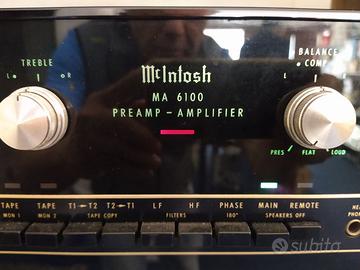 McIntosh
MA 6100
PREAMP-AMPLIFIER
TREBLE
L R
BALANCE
COMP
L
PRES FLAT LOUD
TAPE TAPE T1→T2 T2→T1 LF HF PHASE MAIN REMOTE
MON 1 MON 2 TAPE COPY FILTERS 180° SPEAKERS OFF
subito